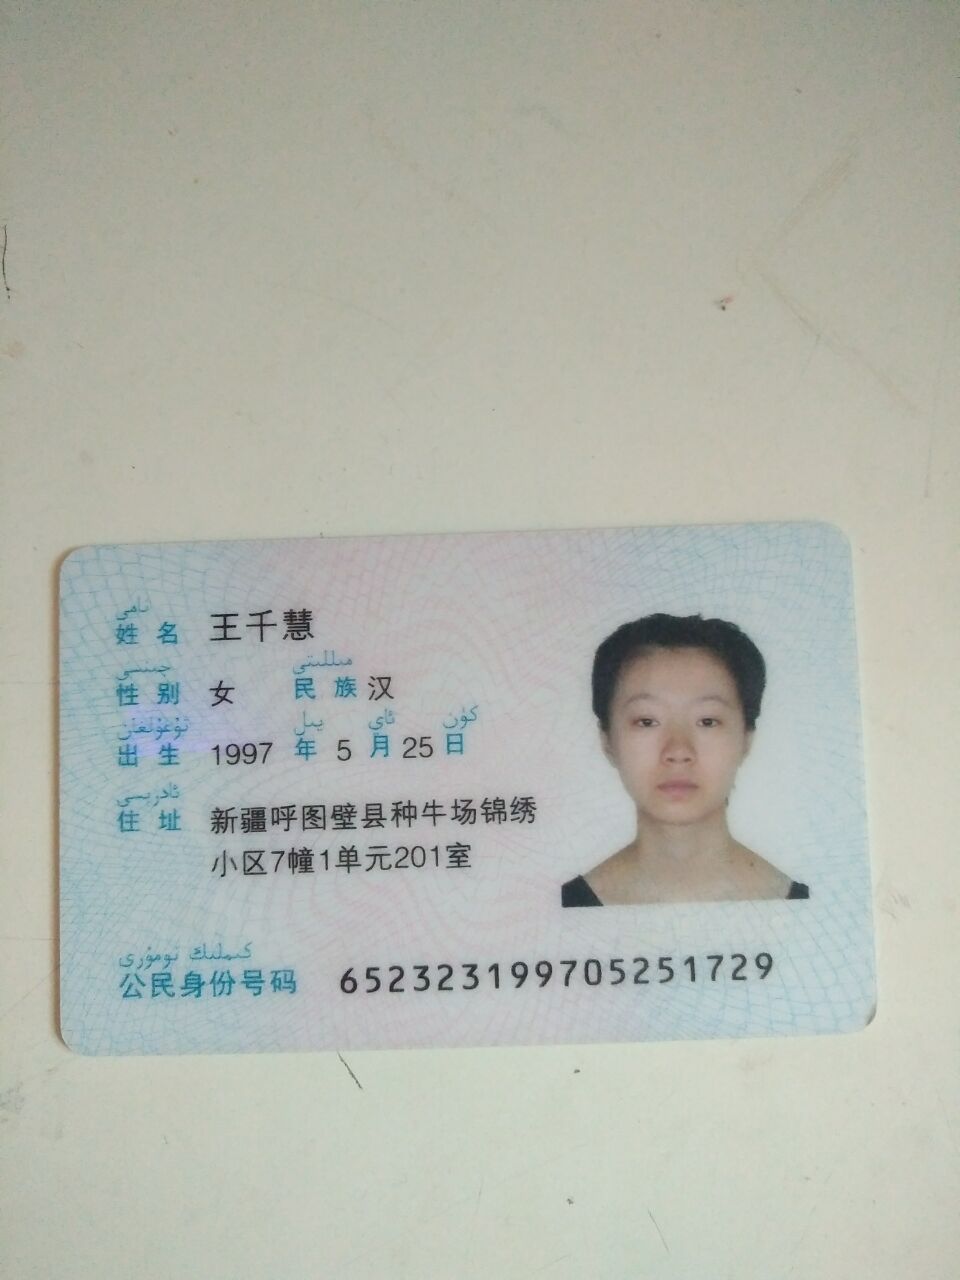 ئىسمى
姓名 王千慧
جىنسى مىللىتى
性别 女 民族 汉
تۇغۇلغان يىل ئاي كۈن
出生 1997 年 5 月 25 日
ئادرېسى
住址 新疆呼图壁县种牛场锦绣
小区7幢1单元201室
كىملىك نومۇرى
公民身份号码 652323199705251729